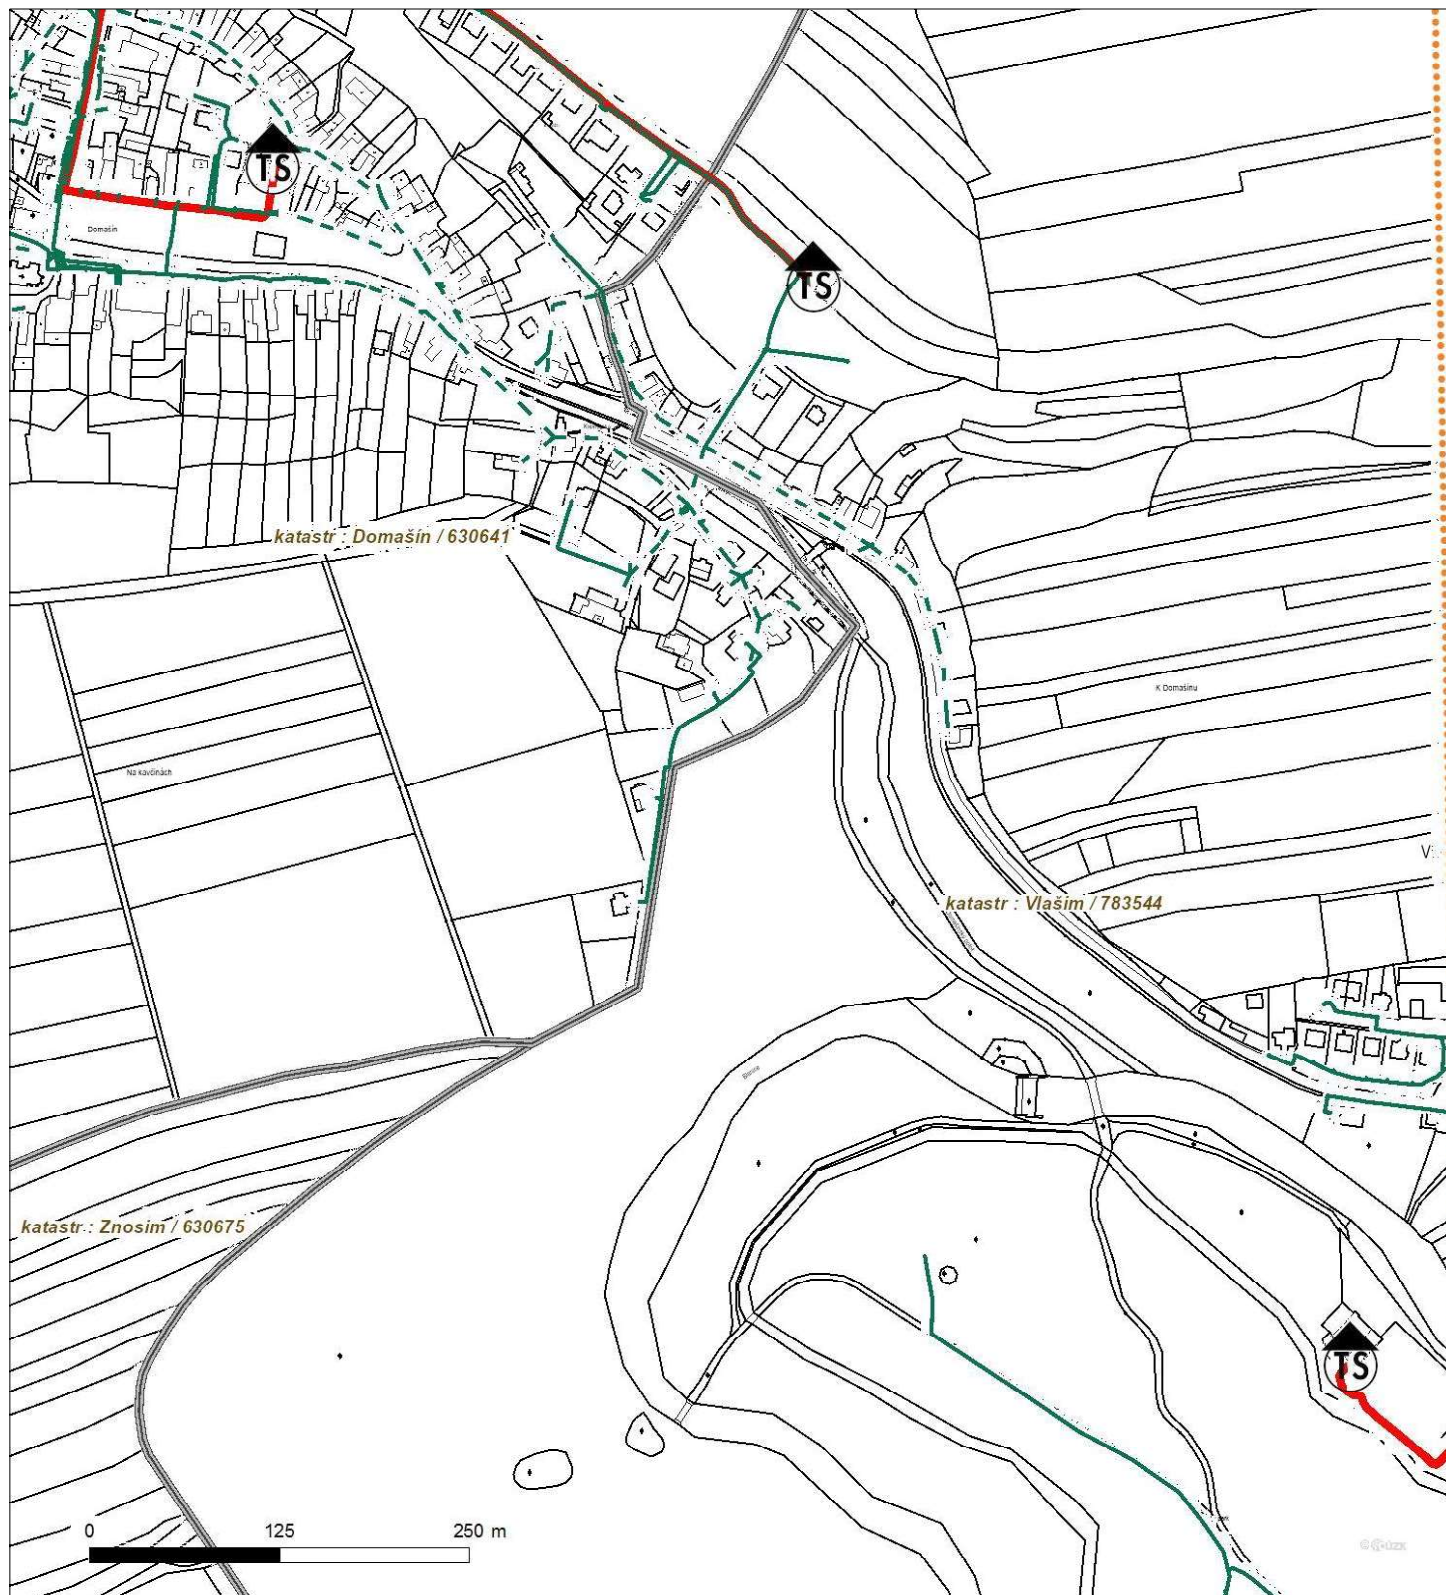 TS
Domašín
TS
katastr : Domašín / 630641
K Domašínu
Na kavčinách
V
katastr : Vlašim / 783544
katastr : Znosim / 630675
TS
0 125 250 m